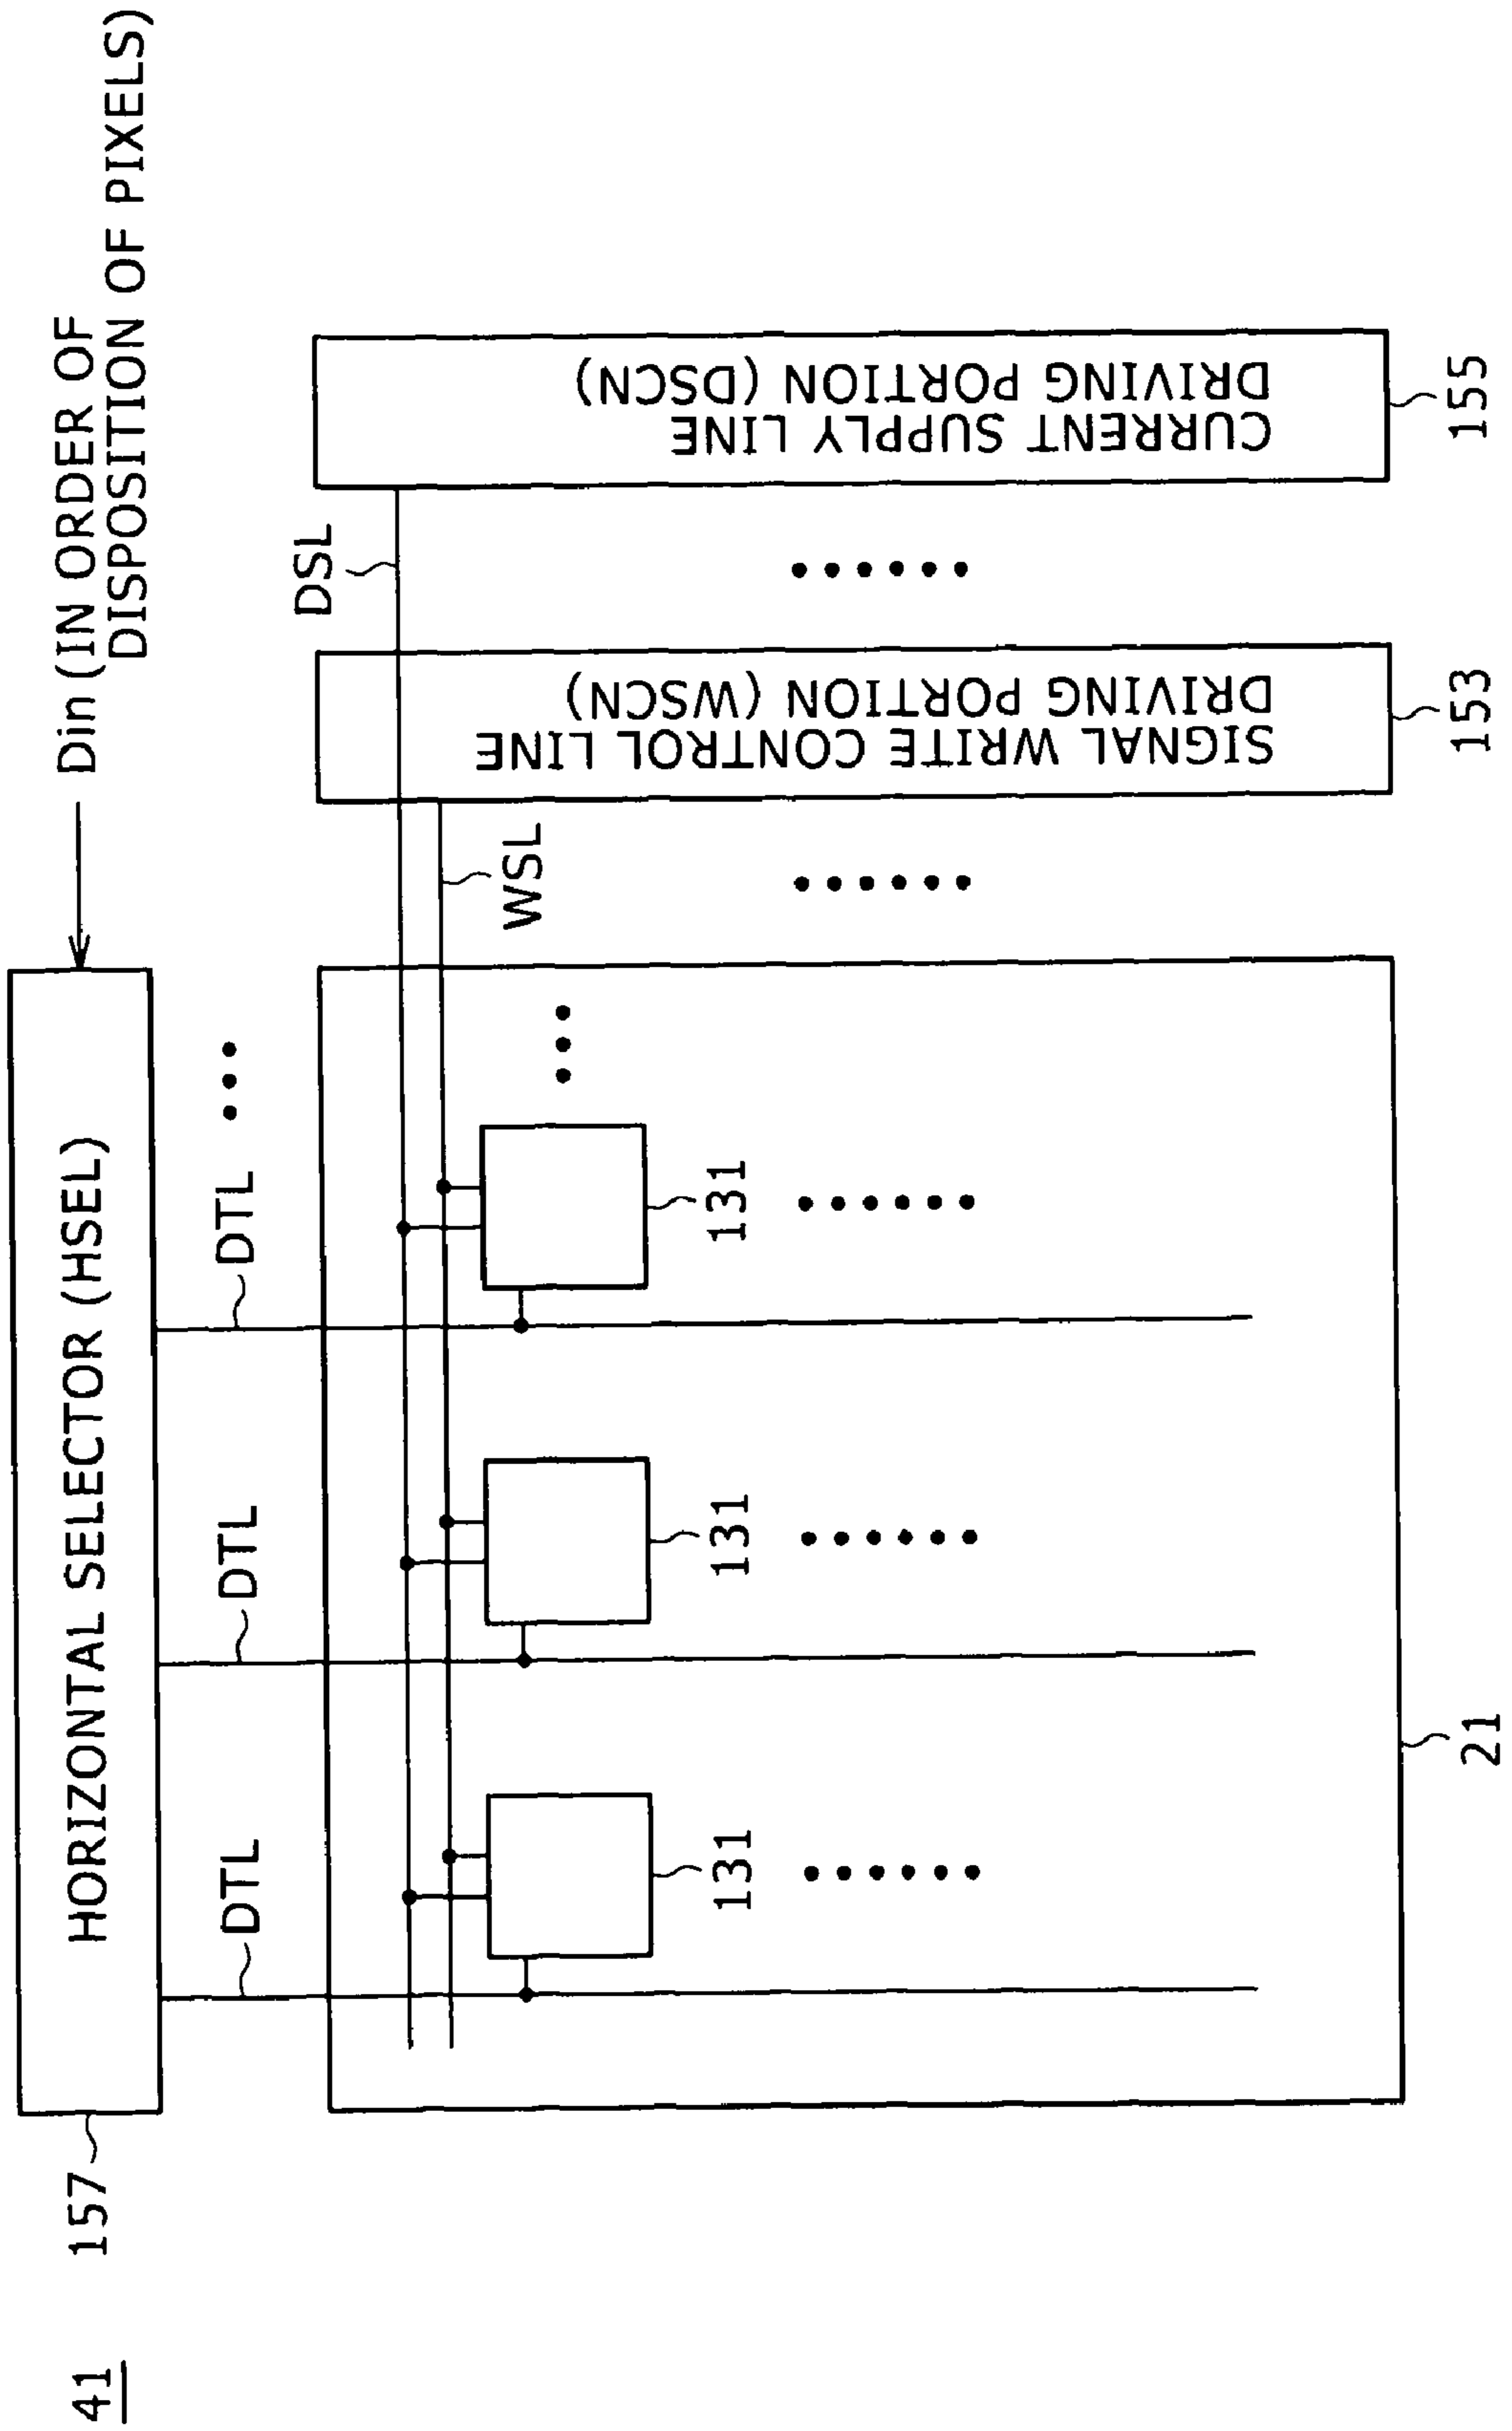 41
157
HORIZONTAL SELECTOR (HSEL)
Din (IN ORDER OF
DISPOSITION OF PIXELS)
DTL
DTL
DTL
DSL
WSL
131
131
131
SIGNAL WRITE CONTROL LINE
DRIVING PORTION (WSCN)
CURRENT SUPPLY LINE
DRIVING PORTION (DSCN)
21
153
155